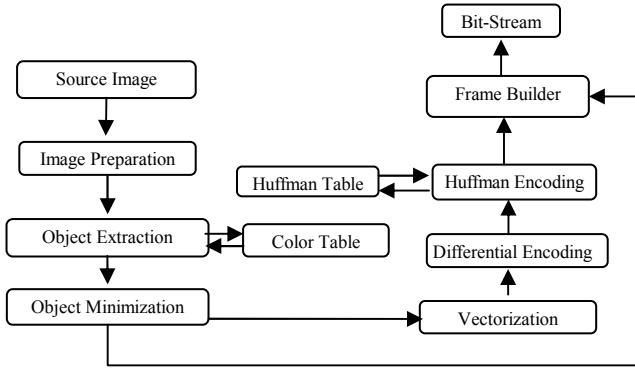 Bit-Stream
Source Image
Frame Builder
Image Preparation
Huffman Table
Huffman Encoding
Object Extraction
Color Table
Differential Encoding
Object Minimization
Vectorization